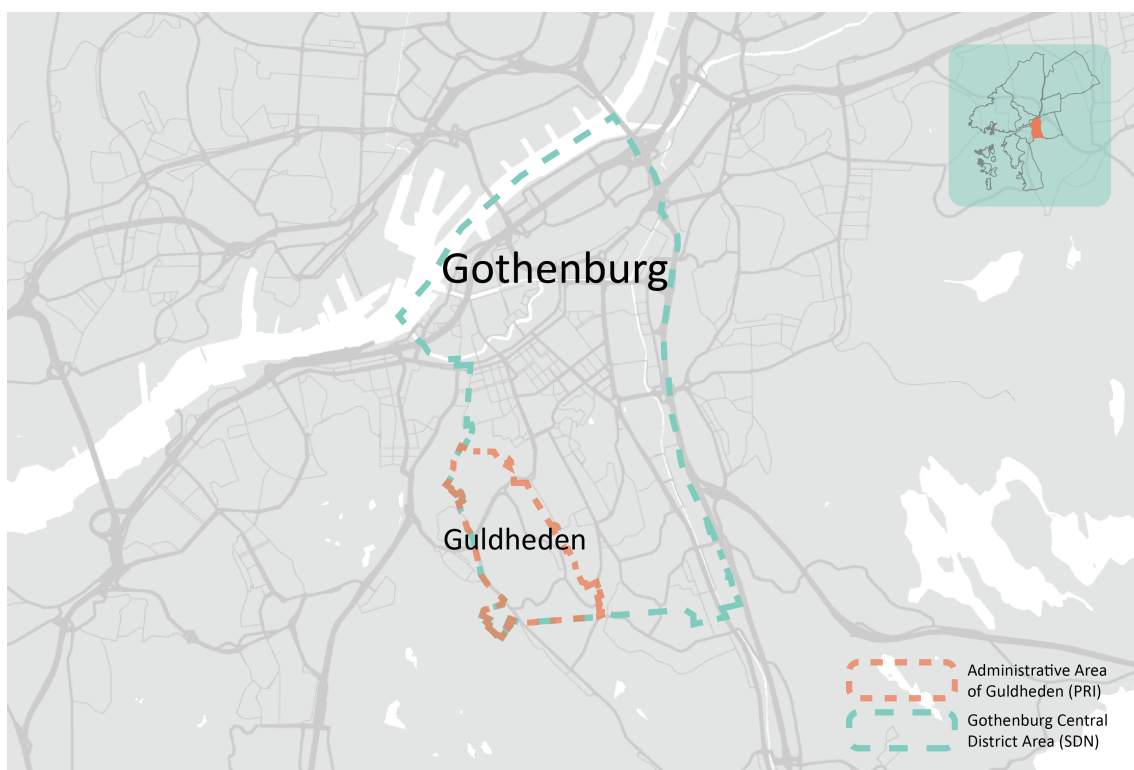 Gothenburg
Guldheden
Administrative Area
of Guldheden (PRI)
Gothenburg Central
District Area (SDN)